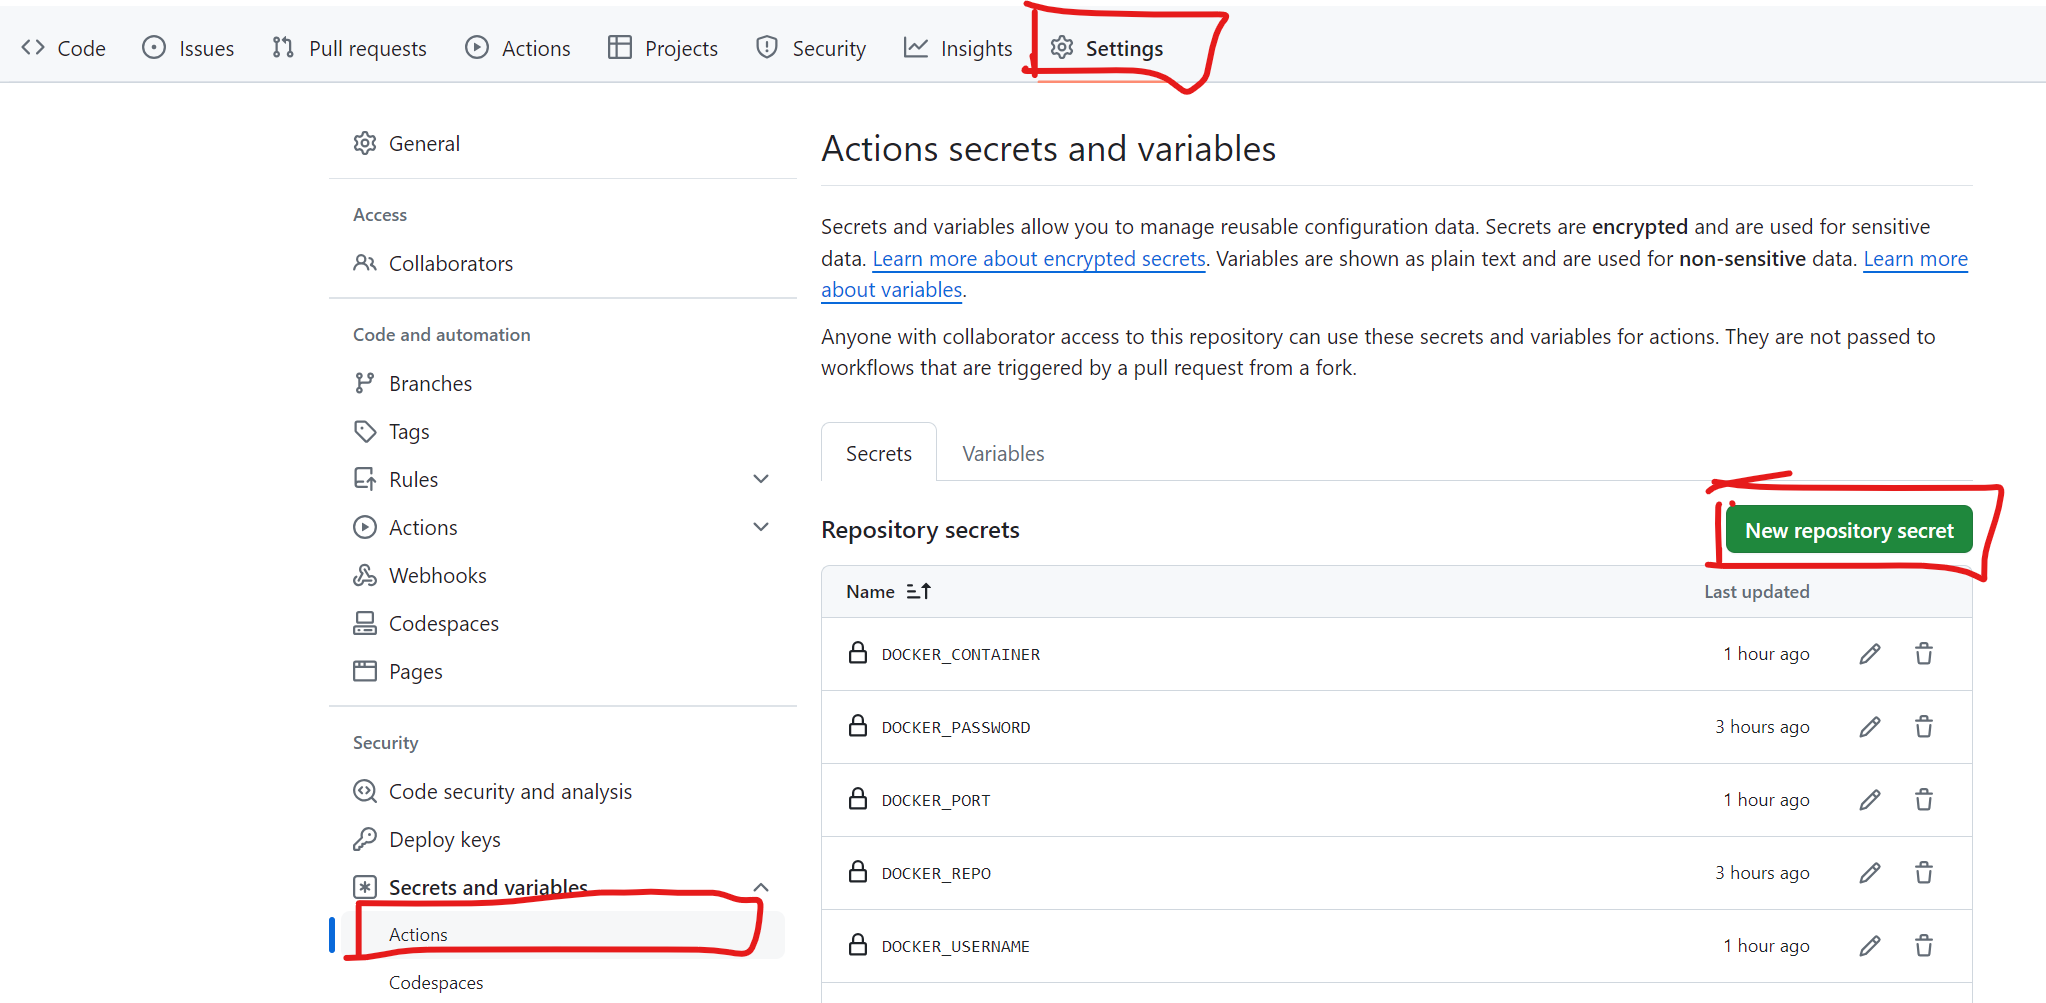 Code Issues Pull requests Actions Projects Security Insights Settings
General
Access
Collaborators
Code and automation
Branches
Tags
Rules
Actions
Webhooks
Codespaces
Pages
Security
Code security and analysis
Deploy keys
Secrets and variables
Actions
Codespaces
Actions secrets and variables
Secrets and variables allow you to manage reusable configuration data. Secrets are encrypted and are used for sensitive
data. Learn more about encrypted secrets. Variables are shown as plain text and are used for non-sensitive data. Learn more
about variables.
Anyone with collaborator access to this repository can use these secrets and variables for actions. They are not passed to
workflows that are triggered by a pull request from a fork.
Secrets Variables
Repository secrets New repository secret
Name Last updated
DOCKER_CONTAINER 1 hour ago
DOCKER_PASSWORD 3 hours ago
DOCKER_PORT 1 hour ago
DOCKER_REPO 3 hours ago
DOCKER_USERNAME 1 hour ago